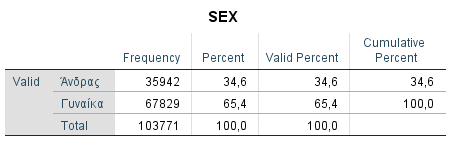 SEX
Frequency Percent Valid Percent Cumulative Percent
Valid Άνδρας 35942 34,6 34,6 34,6
Γυναίκα 67829 65,4 65,4 100,0
Total 103771 100,0 100,0